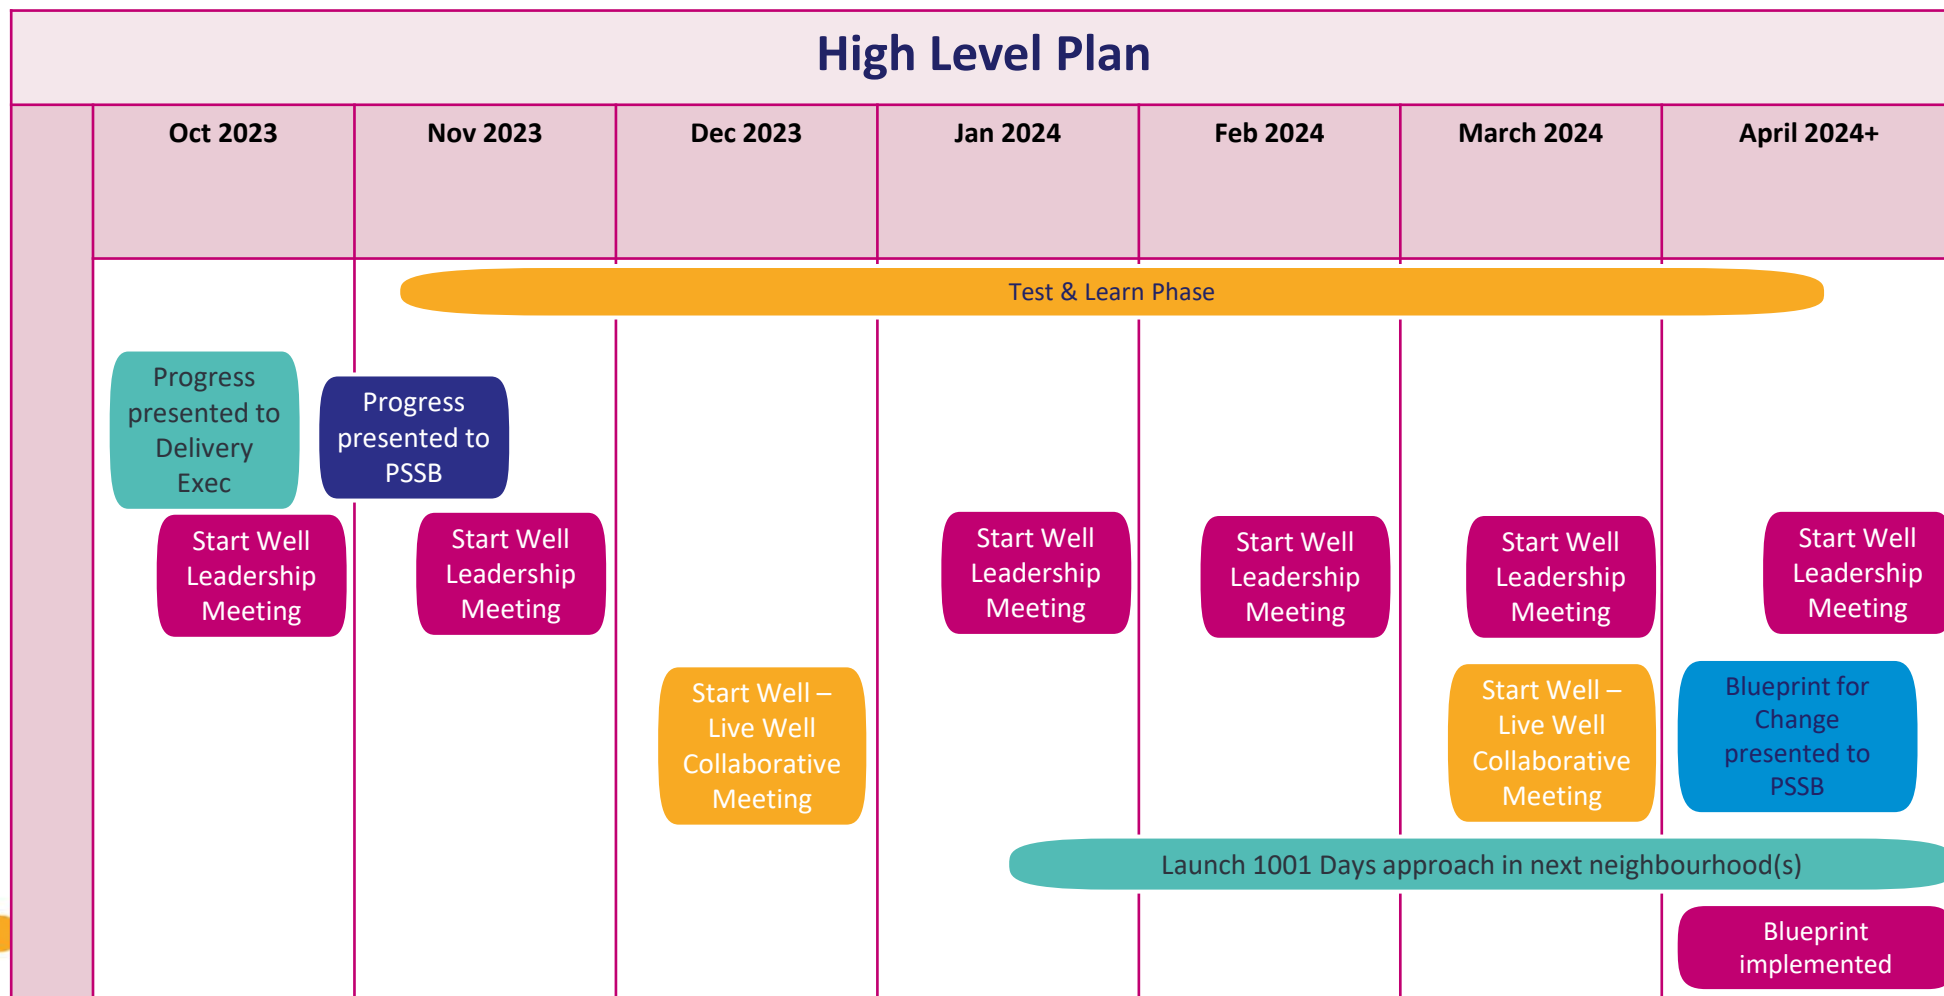 High Level Plan
Oct 2023
Nov 2023
Dec 2023
Jan 2024
Feb 2024
March 2024
April 2024+
Test & Learn Phase
Progress
presented to
Delivery
Exec
Progress
presented to
PSSB
Start Well
Leadership
Meeting
Start Well
Leadership
Meeting
Start Well
Leadership
Meeting
Start Well
Leadership
Meeting
Start Well
Leadership
Meeting
Start Well
Leadership
Meeting
Start Well –
Live Well
Collaborative
Meeting
Start Well –
Live Well
Collaborative
Meeting
Blueprint for
Change
presented to
PSSB
Launch 1001 Days approach in next neighbourhood(s)
Blueprint
implemented